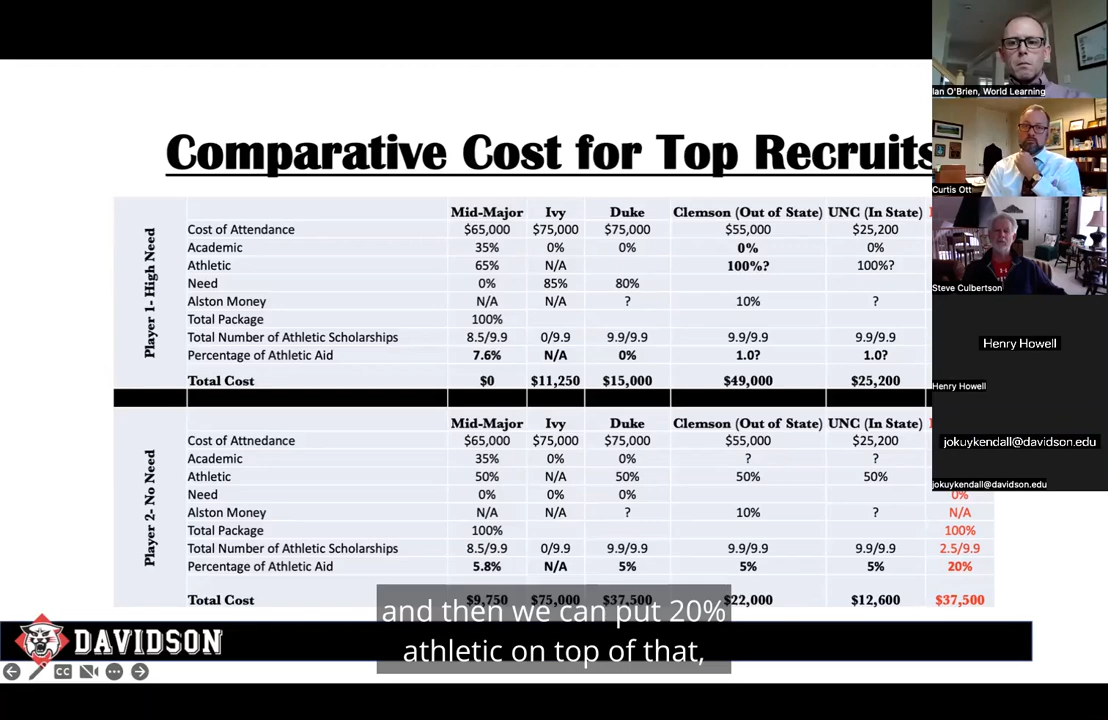 Comparative Cost for Top Recruits
Player 1- High Need
Mid-Major Ivy Duke Clemson (Out of State) UNC (In State)
Cost of Attendance $65,000 $75,000 $75,000 $55,000 $25,200
Academic 35% 0% 0% 0% 0%
Athletic 65% N/A 100%? 100%?
Need 0% 85% 80%
Alston Money N/A N/A ? 10% ?
Total Package 100%
Total Number of Athletic Scholarships 8.5/9.9 0/9.9 9.9/9.9 9.9/9.9 9.9/9.9
Percentage of Athletic Aid 7.6% N/A 0% 1.0? 1.0?
Total Cost $0 $11,250 $15,000 $49,000 $25,200
Player 2- No Need
Mid-Major Ivy Duke Clemson (Out of State) UNC (In State)
Cost of Attnedance $65,000 $75,000 $75,000 $55,000 $25,200
Academic 35% 0% 0% ? ?
Athletic 50% N/A 50% 50% 50%
Need 0% 0% 0% 0%
Alston Money N/A N/A ? 10% ? N/A
Total Package 100% 100%
Total Number of Athletic Scholarships 8.5/9.9 0/9.9 9.9/9.9 9.9/9.9 9.9/9.9 2.5/9.9
Percentage of Athletic Aid 5.8% N/A 5% 5% 5% 20%
Total Cost $9,750 $75,000 $37,500 $22,000 $12,600 $37,500
and then we can put 20%
athletic on top of that,
DAVIDSON
CC
Ian O'Brien, World Learning
Curtis Ott
Steve Culbertson
Henry Howell
Henry Howell
jokuykendall@davidson.edu
jokuykendall@davidson.edu